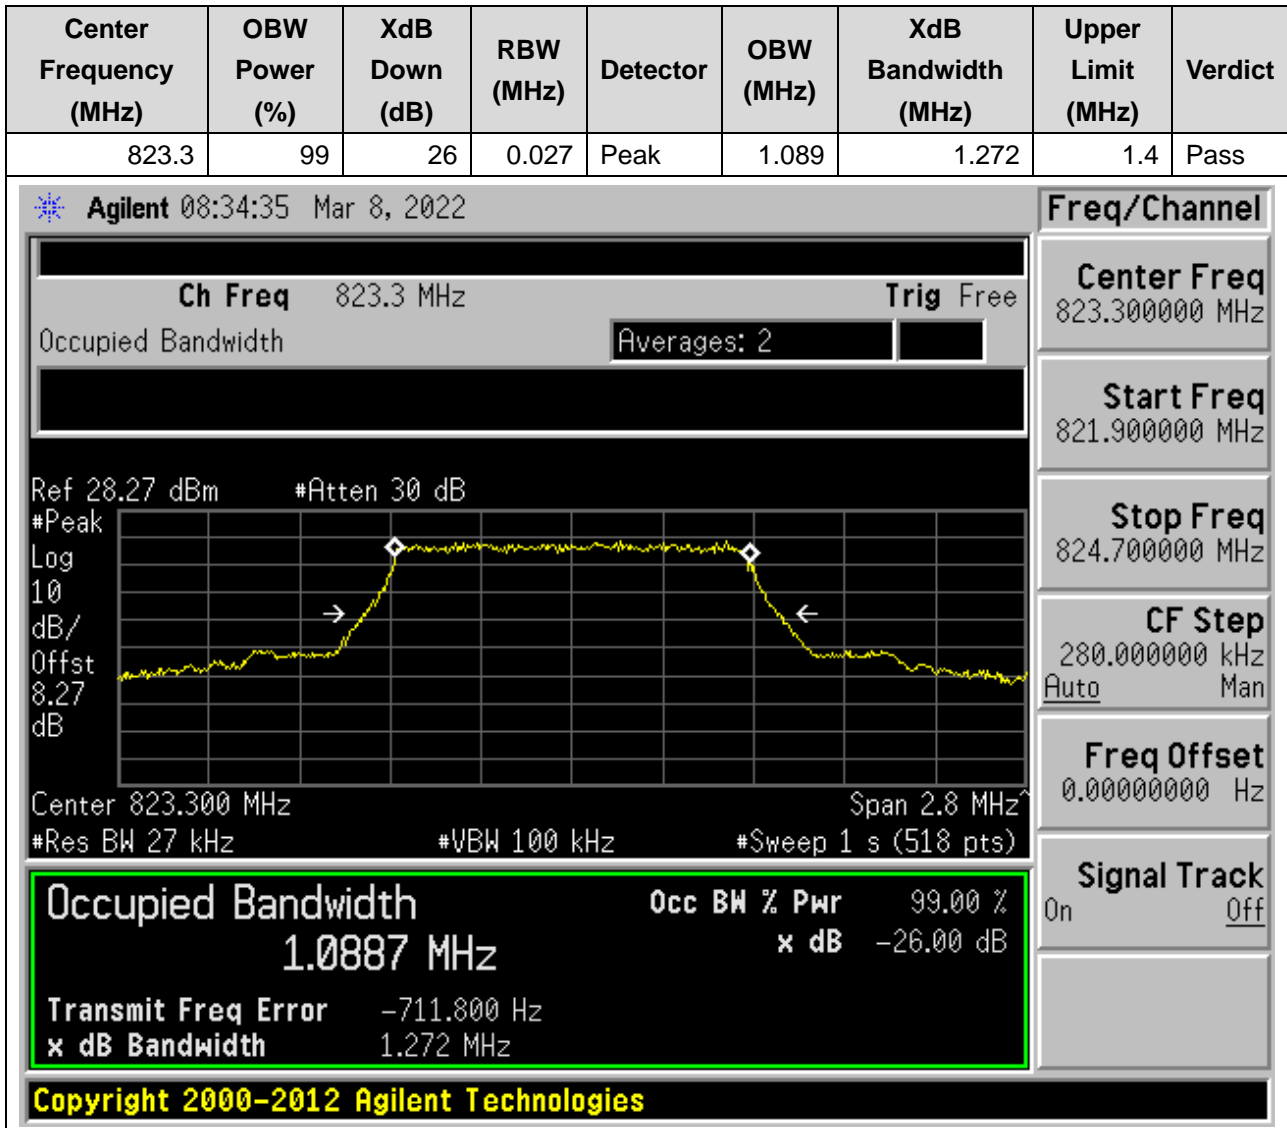 Center Frequency (MHz) OBW Power (%) XdB Down (dB) RBW (MHz) Detector OBW (MHz) XdB Bandwidth (MHz) Upper Limit (MHz) Verdict
823.3 99 26 0.027 Peak 1.089 1.272 1.4 Pass
Agilent 08:34:35 Mar 8, 2022
Ch Freq 823.3 MHz Trig Free
Occupied Bandwidth Averages: 2
Ref 28.27 dBm #Atten 30 dB
#Peak
Log
10
dB/
Offst
8.27
dB
Center 823.300 MHz Span 2.8 MHz^
#Res BW 27 kHz #VBW 100 kHz #Sweep 1 s (518 pts)
Occupied Bandwidth Occ BW % Pwr 99.00 %
1.0887 MHz x dB -26.00 dB
Transmit Freq Error -711.800 Hz
x dB Bandwidth 1.272 MHz
Freq/Channel
Center Freq
823.300000 MHz
Start Freq
821.900000 MHz
Stop Freq
824.700000 MHz
CF Step
280.000000 kHz
Auto Man
Freq Offset
0.00000000 Hz
Signal Track
On Off
Copyright 2000-2012 Agilent Technologies